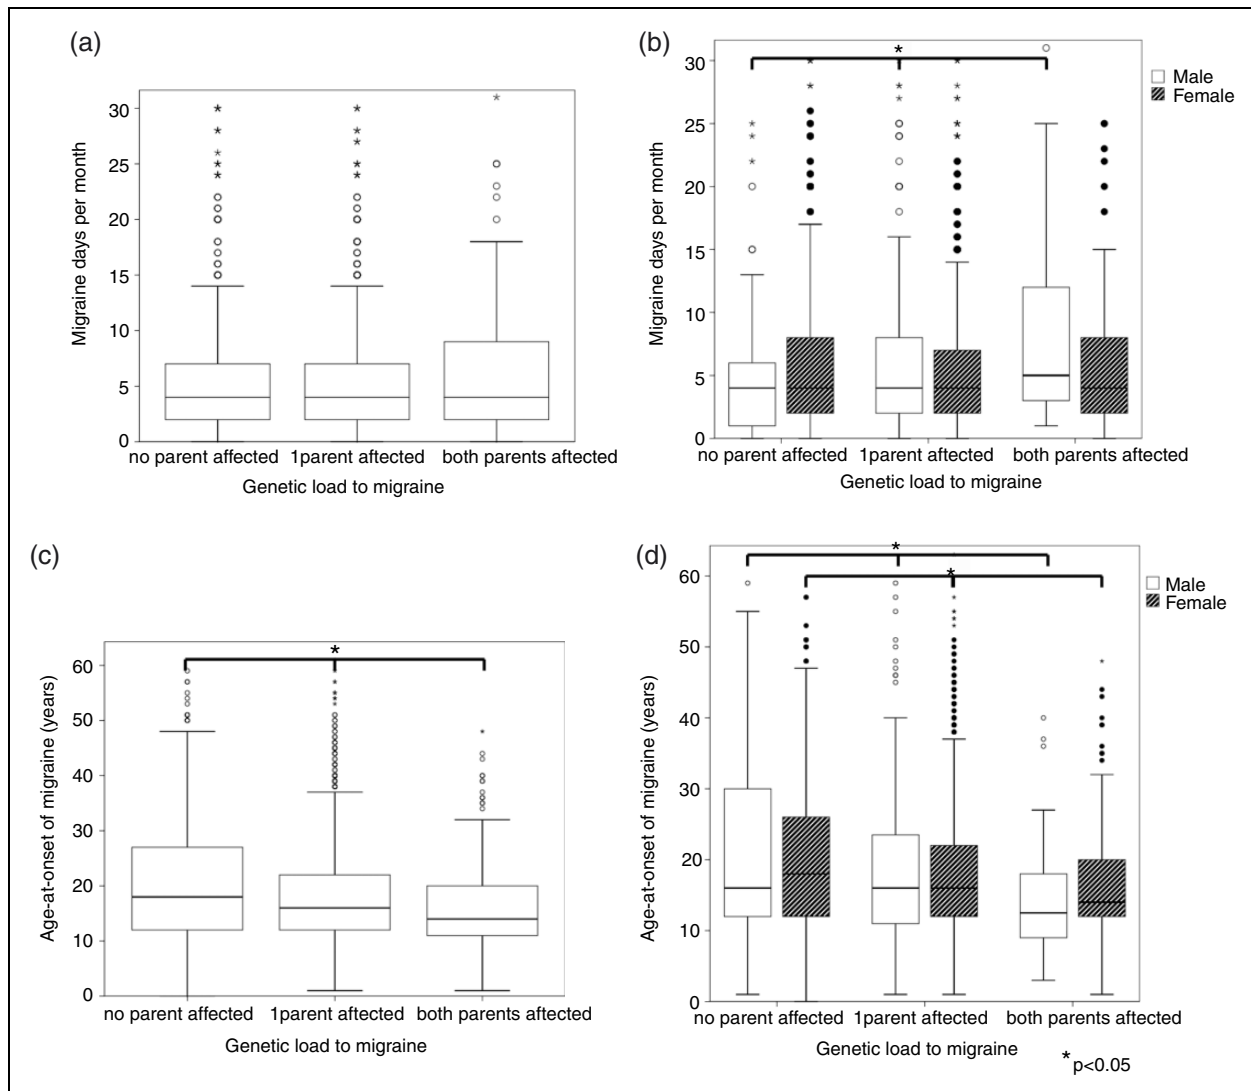 (a)
Migraine days per month
30
25
20
15
10
5
0
no parent affected 1parent affected both parents affected
Genetic load to migraine
(b)
Migraine days per month
30
25
20
15
10
5
0
*
Male
Female
no parent affected 1parent affected both parents affected
Genetic load to migraine
(c)
Age-at-onset of migraine (years)
60
50
40
30
20
10
0
*
no parent affected 1parent affected both parents affected
Genetic load to migraine
(d)
Age-at-onset of migraine (years)
60
50
40
30
20
10
0
*
*
Male
Female
no parent affected 1parent affected both parents affected
Genetic load to migraine
*p<0.05